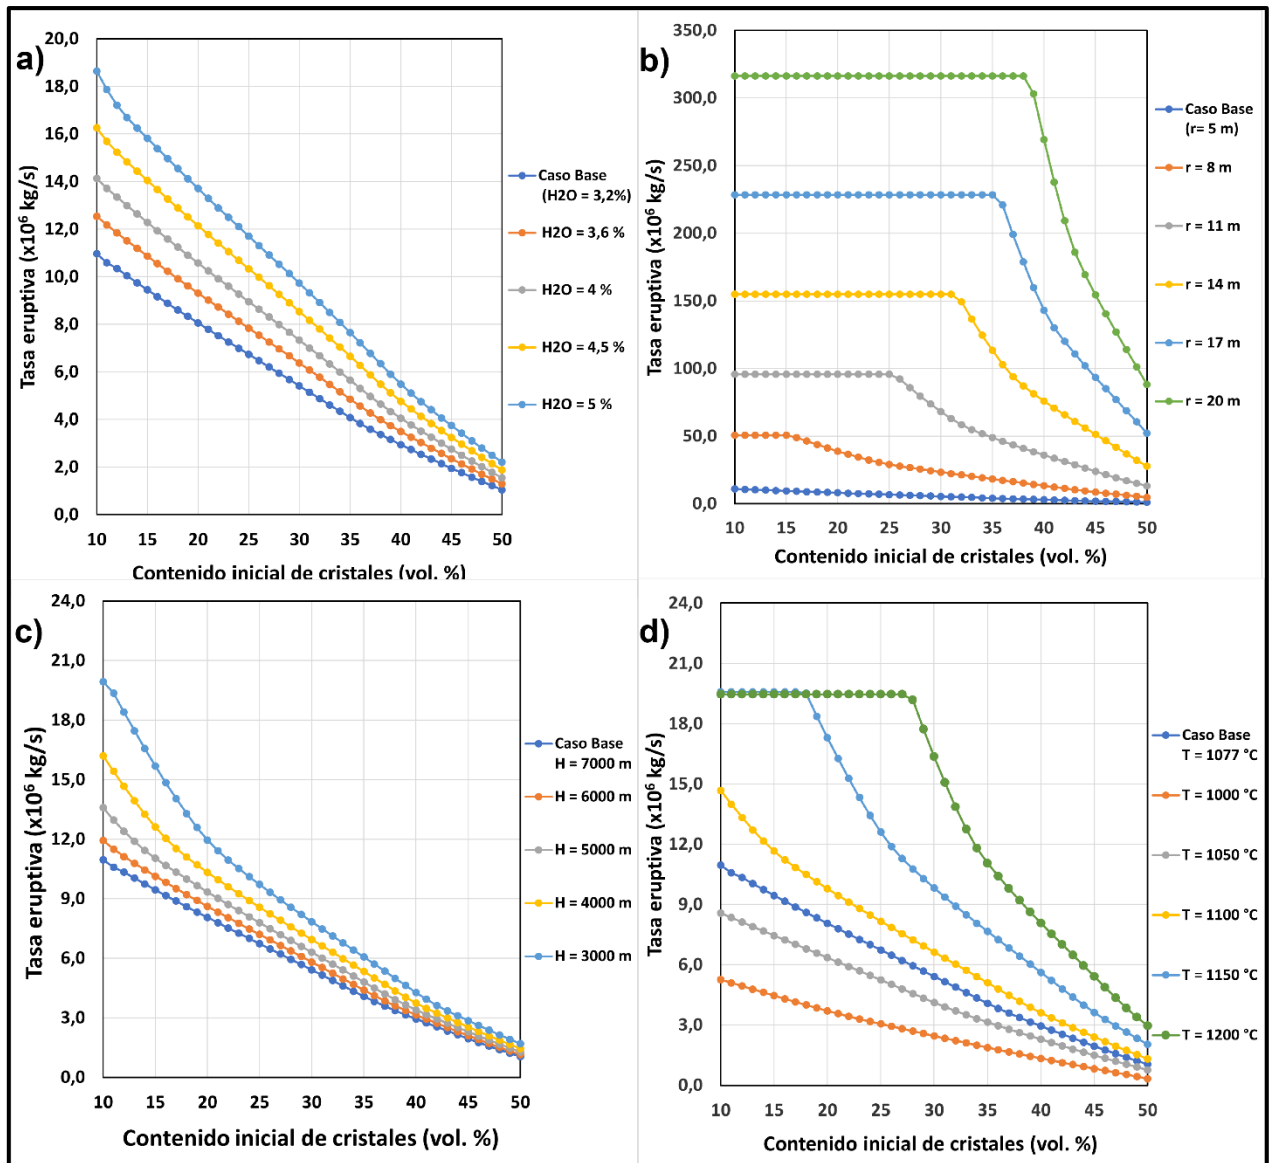 a)
20,0
18,0
16,0
14,0
12,0
10,0
8,0
6,0
4,0
2,0
0,0
Tasa eruptiva (x10⁶ kg/s)
10 15 20 25 30 35 40 45 50
Contenido inicial de cristales (vol. %)
Caso Base
(H2O = 3,2%)
H2O = 3,6 %
H2O = 4 %
H2O = 4,5 %
H2O = 5 %
b)
350,0
300,0
250,0
200,0
150,0
100,0
50,0
0,0
Tasa eruptiva (x10⁶ kg/s)
10 15 20 25 30 35 40 45 50
Contenido inicial de cristales (vol. %)
Caso Base
(r= 5 m)
r = 8 m
r = 11 m
r = 14 m
r = 17 m
r = 20 m
c)
24,0
21,0
18,0
15,0
12,0
9,0
6,0
3,0
0,0
Tasa eruptiva (x10⁶ kg/s)
10 15 20 25 30 35 40 45 50
Contenido inicial de cristales (vol. %)
Caso Base
H = 7000 m
H = 6000 m
H = 5000 m
H = 4000 m
H = 3000 m
d)
24,0
21,0
18,0
15,0
12,0
9,0
6,0
3,0
0,0
Tasa eruptiva (x10⁶ kg/s)
10 15 20 25 30 35 40 45 50
Contenido inicial de cristales (vol. %)
Caso Base
T = 1077 °C
T = 1000 °C
T = 1050 °C
T = 1100 °C
T = 1150 °C
T = 1200 °C